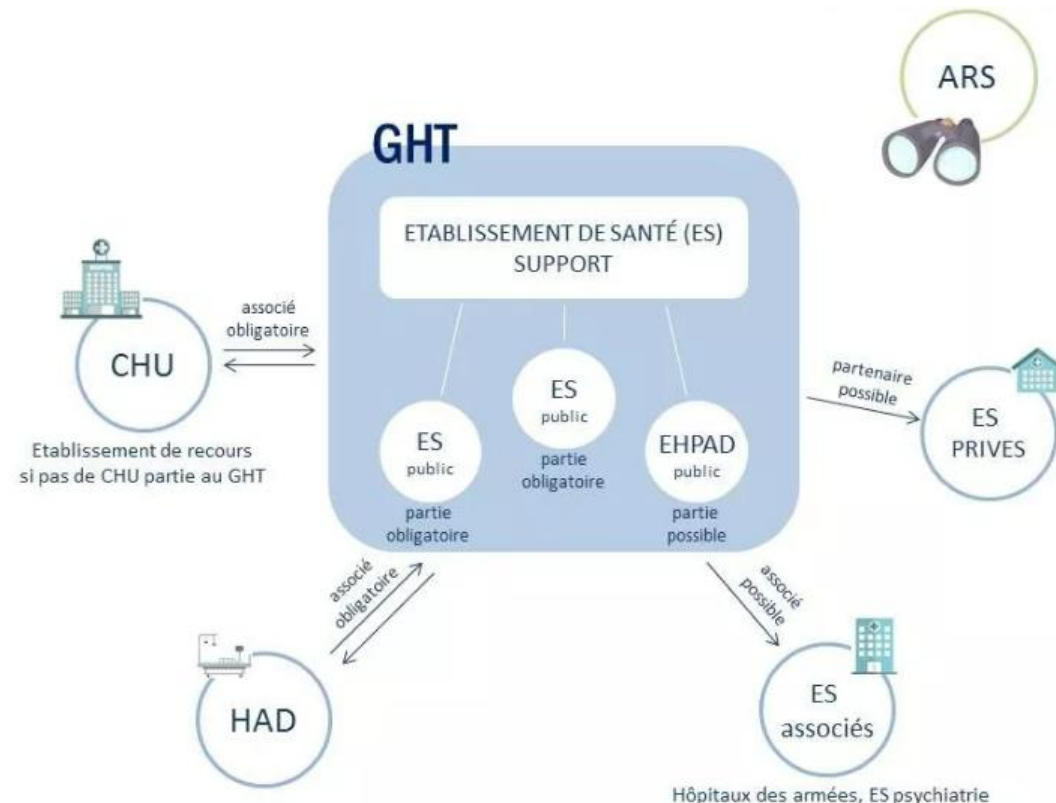 ARS
GHT
ETABLISSEMENT DE SANTÉ (ES)
SUPPORT
associé
obligatoire
CHU
Etablissement de recours
si pas de CHU partie au GHT
ES
public
partie
obligatoire
ES
public
partie
obligatoire
EHPAD
public
partie
possible
partenaire
possible
ES
PRIVES
associé
obligatoire
HAD
associé
possible
ES
associés
Hôpitaux des armées, ES psychiatrie